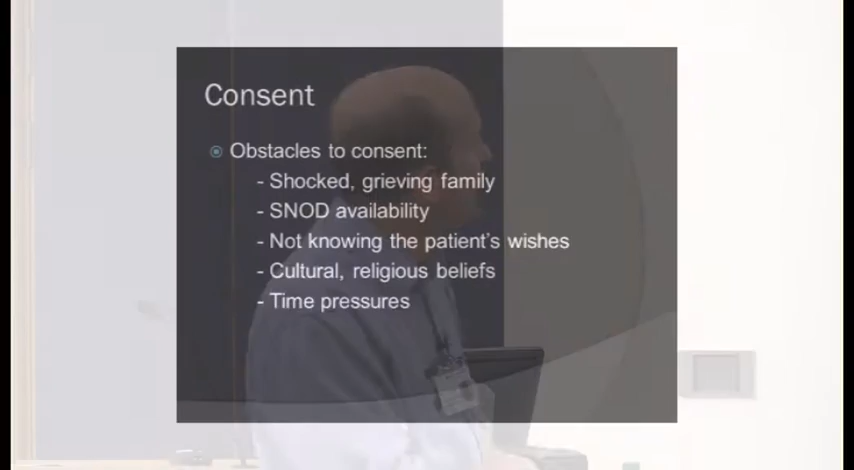 Consent
Obstacles to consent:
- Shocked, grieving family
- SNOD availability
- Not knowing the patient's wishes
- Cultural, religious beliefs
- Time pressures